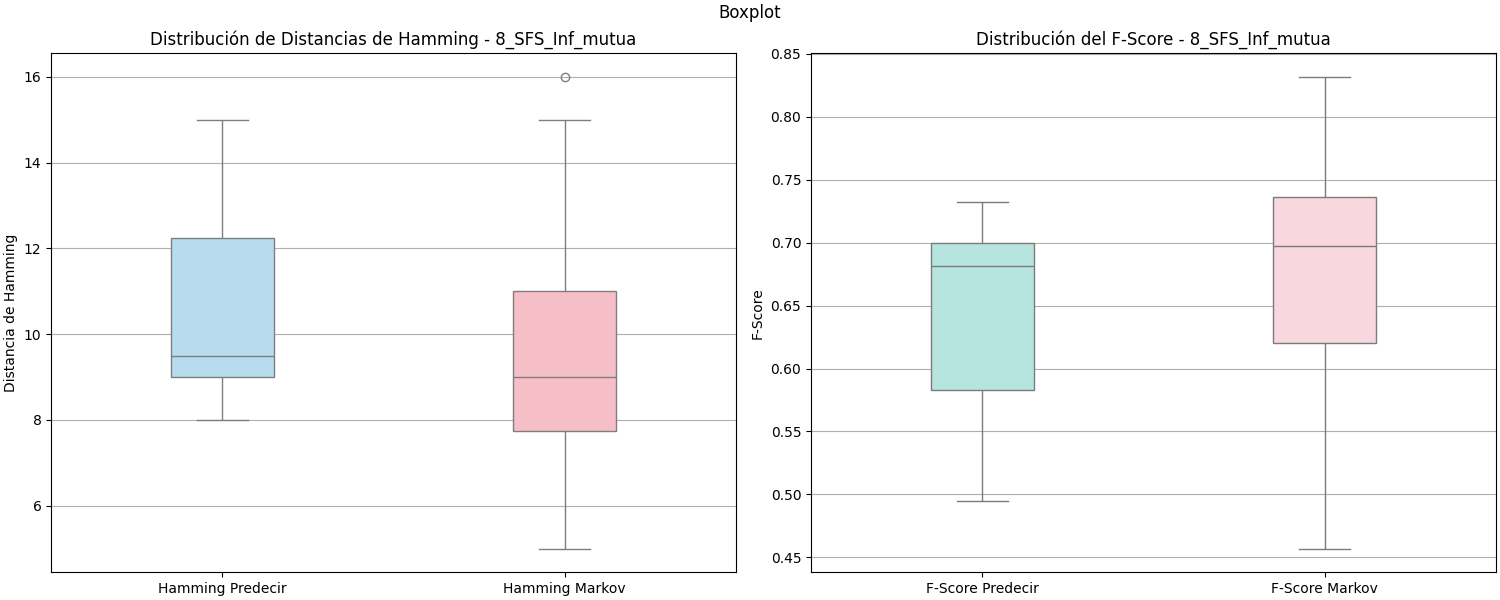 Boxplot
Distribución de Distancias de Hamming - 8_SFS_Inf_mutua
Distancia de Hamming
16
14
12
10
8
6
Hamming Predecir
Hamming Markov
Distribución del F-Score - 8_SFS_Inf_mutua
F-Score
0.85
0.80
0.75
0.70
0.65
0.60
0.55
0.50
0.45
F-Score Predecir
F-Score Markov